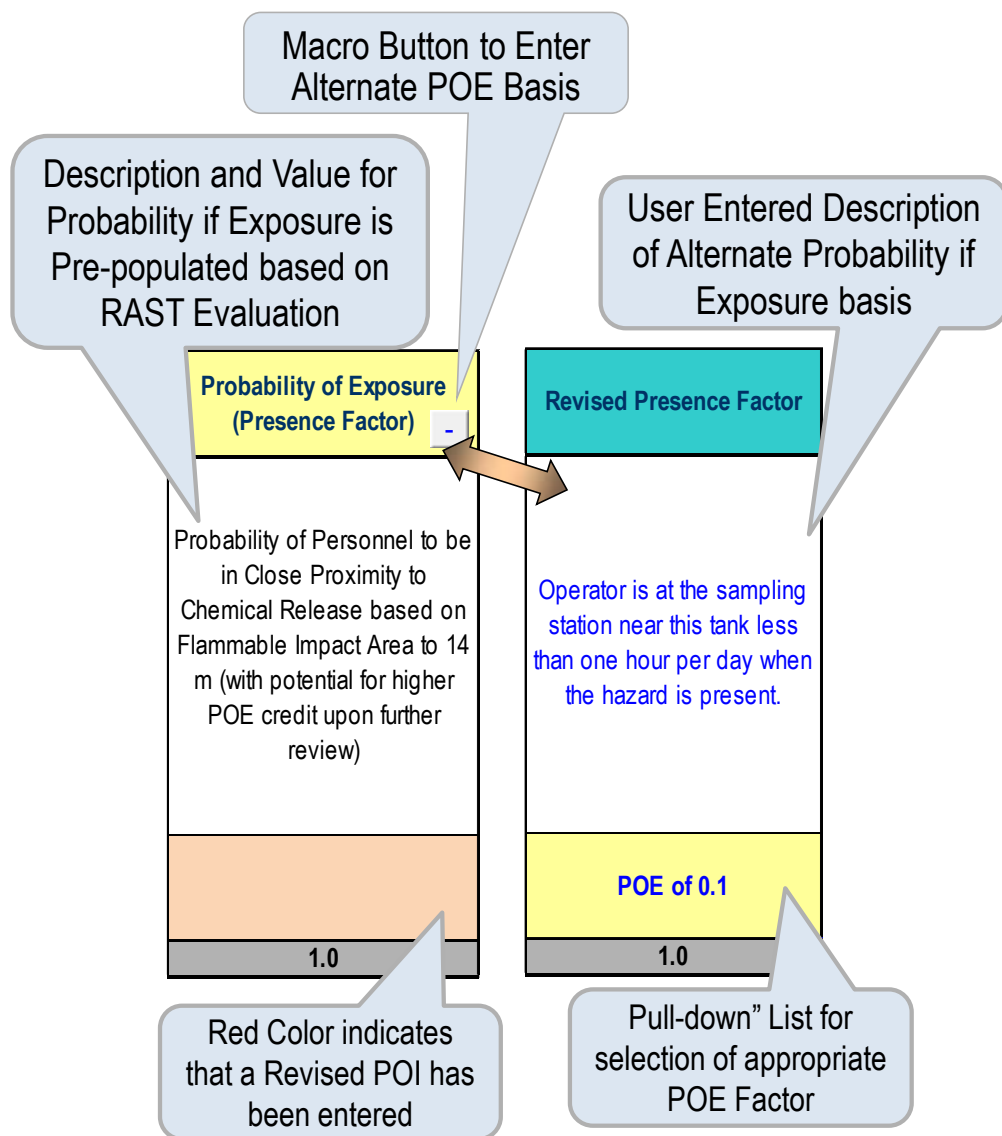 Macro Button to Enter
Alternate POE Basis
Description and Value for
Probability if Exposure is
Pre-populated based on
RAST Evaluation
User Entered Description
of Alternate Probability if
Exposure basis
Probability of Exposure
(Presence Factor)
-
Revised Presence Factor
Probability of Personnel to be
in Close Proximity to
Chemical Release based on
Flammable Impact Area to 14
m (with potential for higher
POE credit upon further
review)
Operator is at the sampling
station near this tank less
than one hour per day when
the hazard is present.
POE of 0.1
1.0
1.0
Red Color indicates
that a Revised POI has
been entered
Pull-down” List for
selection of appropriate
POE Factor